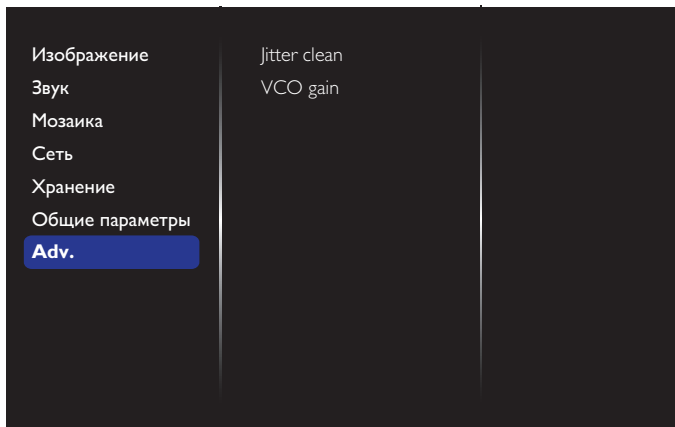 Изображение
Звук
Мозаика
Сеть
Хранение
Общие параметры
Adv.
Jitter clean
VCO gain